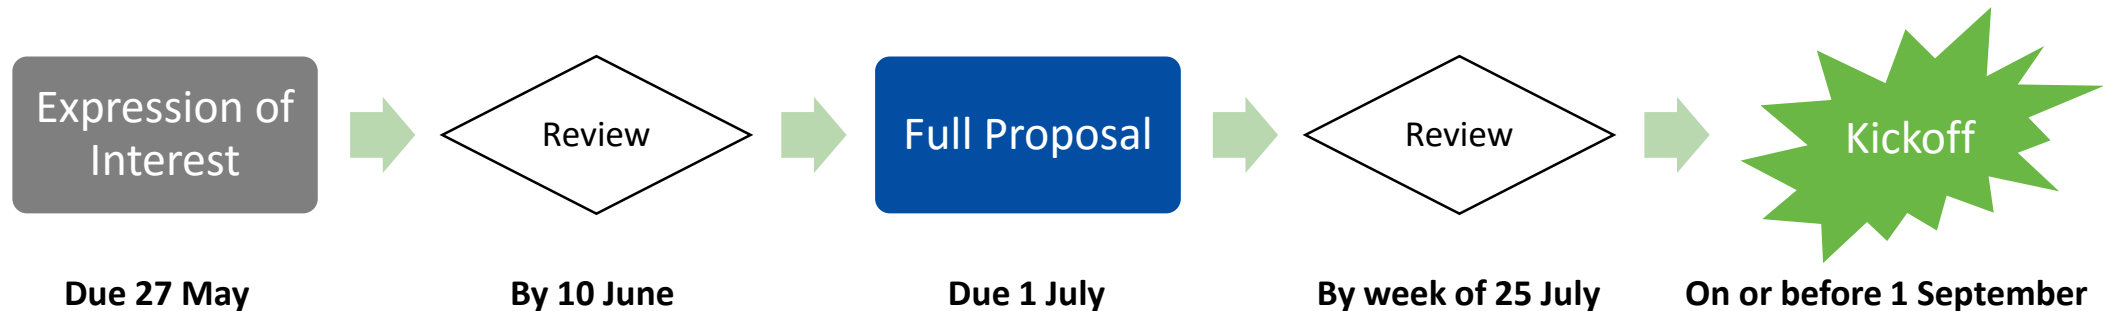 Expression of
Interest
Review
Full Proposal
Review
Kickoff
Due 27 May
By 10 June
Due 1 July
By week of 25 July
On or before 1 September